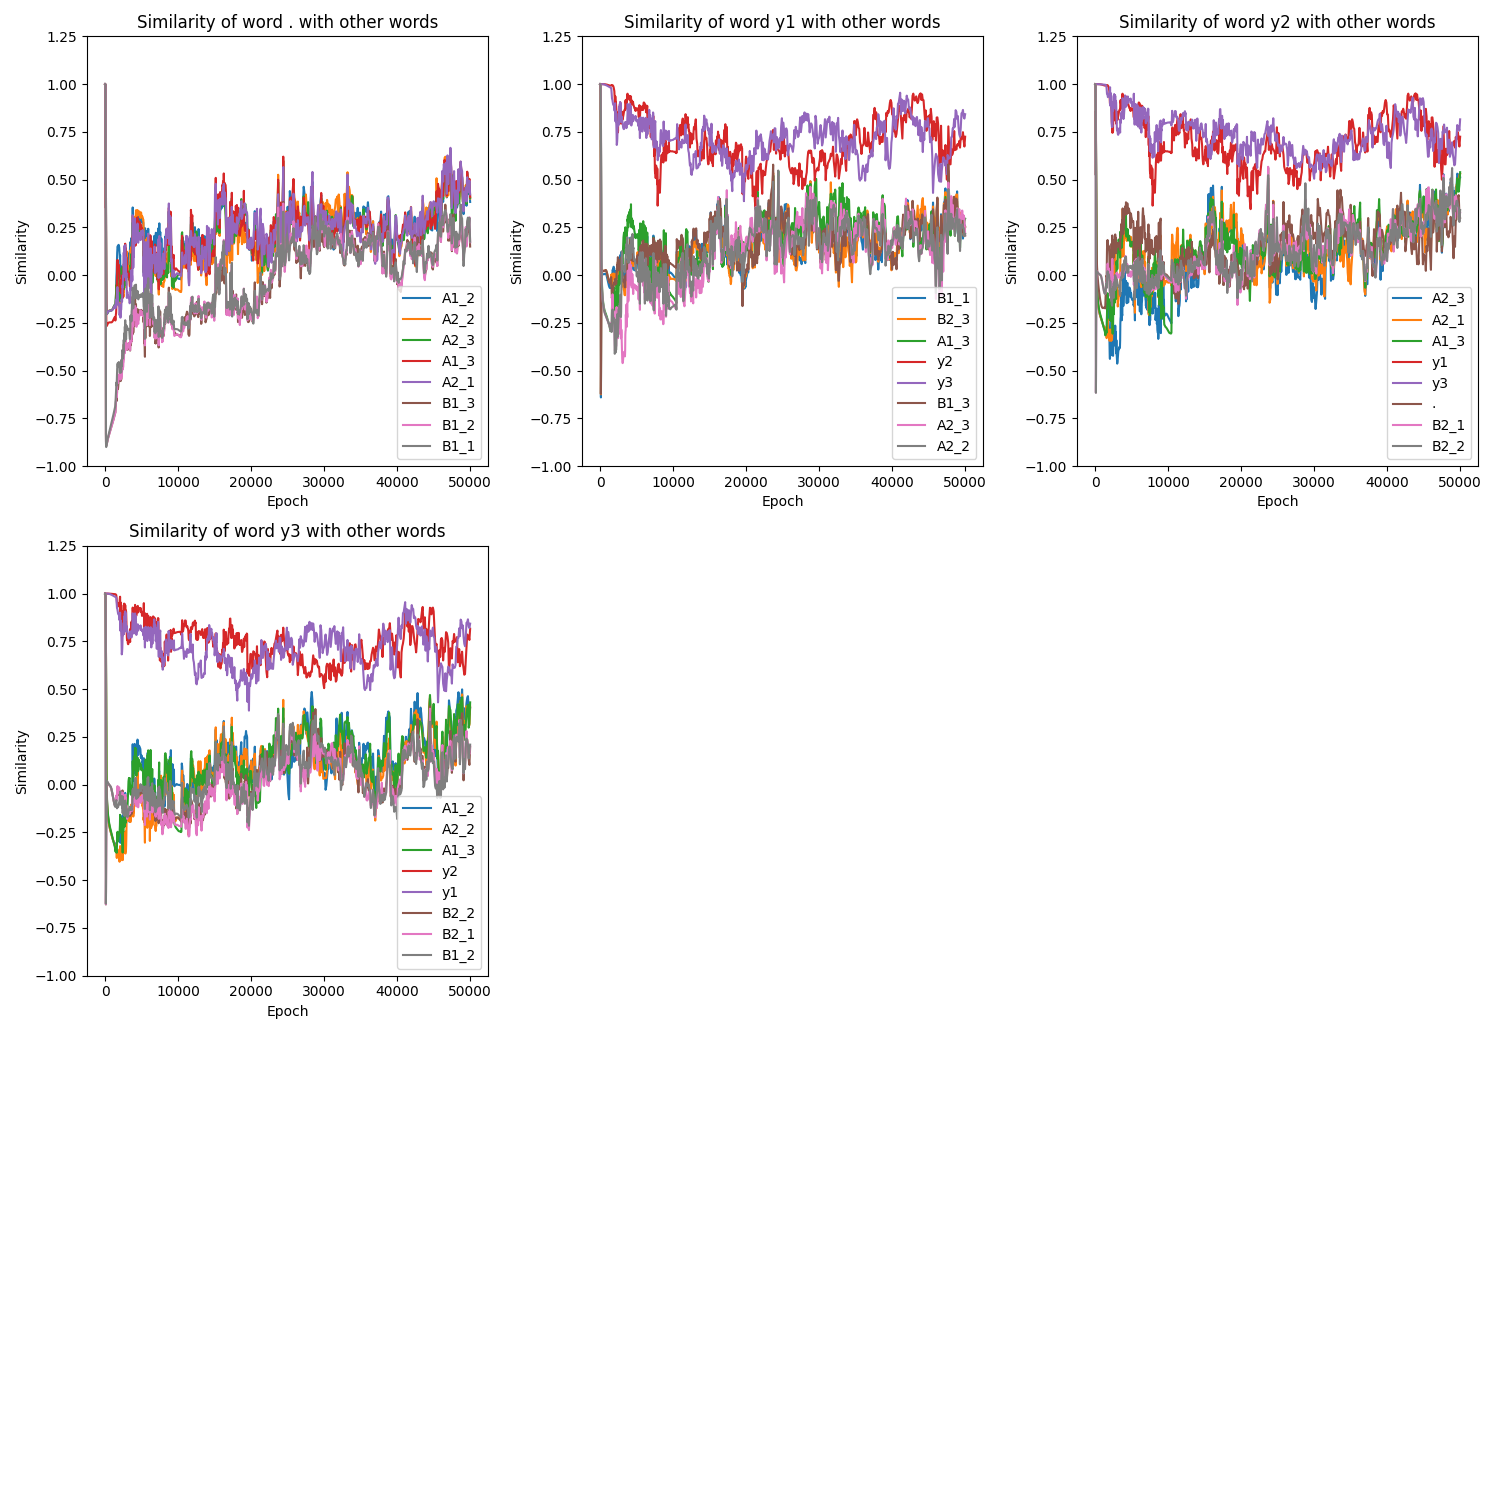 Similarity of word . with other words
1.25
1.00
0.75
0.50
0.25
0.00
−0.25
−0.50
−0.75
−1.00
Similarity
0 10000 20000 30000 40000 50000
Epoch
A1_2
A2_2
A2_3
A1_3
A2_1
B1_3
B1_2
B1_1
Similarity of word y1 with other words
1.25
1.00
0.75
0.50
0.25
0.00
−0.25
−0.50
−0.75
−1.00
Similarity
0 10000 20000 30000 40000 50000
Epoch
B1_1
B2_3
A1_3
y2
y3
B1_3
A2_3
A2_2
Similarity of word y2 with other words
1.25
1.00
0.75
0.50
0.25
0.00
−0.25
−0.50
−0.75
−1.00
Similarity
0 10000 20000 30000 40000 50000
Epoch
A2_3
A2_1
A1_3
y1
y3
.
B2_1
B2_2
Similarity of word y3 with other words
1.25
1.00
0.75
0.50
0.25
0.00
−0.25
−0.50
−0.75
−1.00
Similarity
0 10000 20000 30000 40000 50000
Epoch
A1_2
A2_2
A1_3
y2
y1
B2_2
B2_1
B1_2